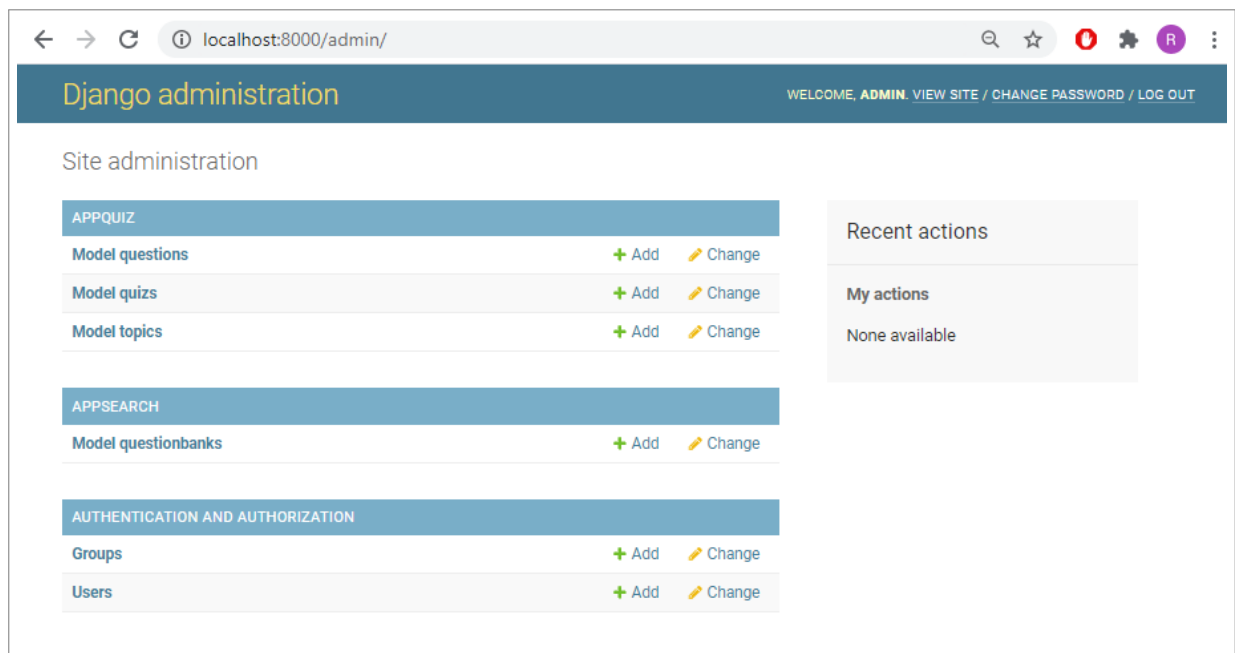 localhost:8000/admin/
R
Django administration
WELCOME, ADMIN. VIEW SITE / CHANGE PASSWORD / LOG OUT
Site administration
APPQUIZ
Model questions Add Change
Model quizs Add Change
Model topics Add Change
APPSEARCH
Model questionbanks Add Change
AUTHENTICATION AND AUTHORIZATION
Groups Add Change
Users Add Change
Recent actions
My actions
None available